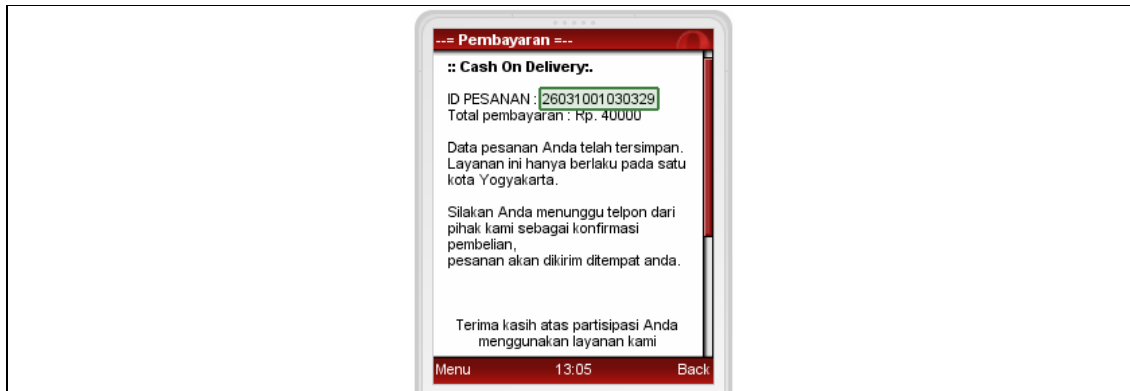 --= Pembayaran =--
:: Cash On Delivery:.
ID PESANAN : 26031001030329
Total pembayaran : Rp. 40000
Data pesanan Anda telah tersimpan.
Layanan ini hanya berlaku pada satu
kota Yogyakarta.
Silakan Anda menunggu telpon dari
pihak kami sebagai konfirmasi
pembelian,
pesanan akan dikirim ditempat anda.
Terima kasih atas partisipasi Anda
menggunakan layanan kami
Menu 13:05 Back